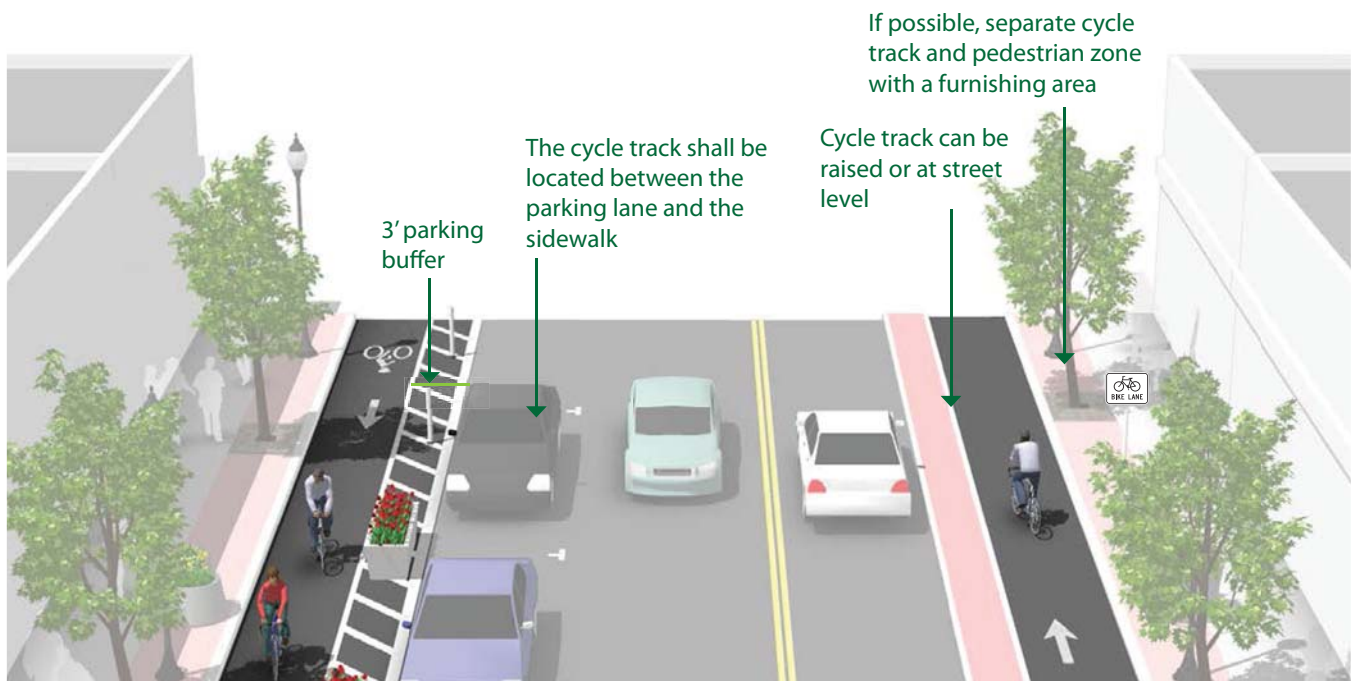 If possible, separate cycle
track and pedestrian zone
with a furnishing area
The cycle track shall be
located between the
parking lane and the
sidewalk
Cycle track can be
raised or at street
level
3’ parking
buffer
BIKE LANE